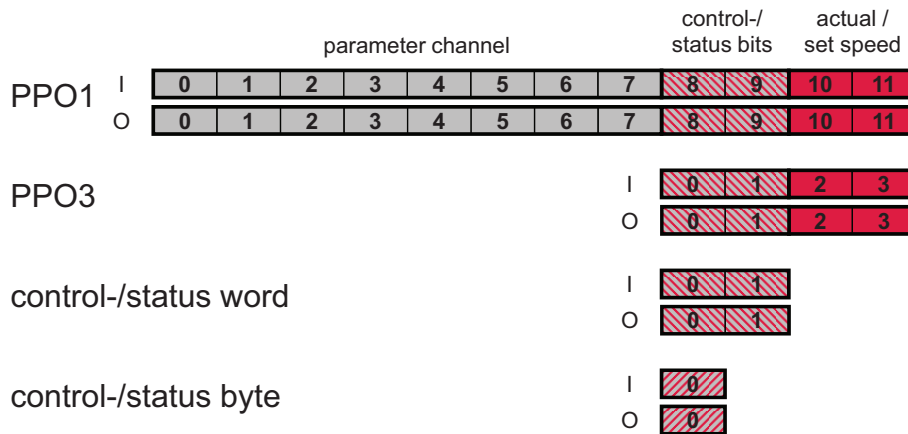 parameter channel
control-/
status bits
actual /
set speed
PPO1
I 0 1 2 3 4 5 6 7 8 9 10 11
O 0 1 2 3 4 5 6 7 8 9 10 11
PPO3
I 0 1 2 3
O 0 1 2 3
control-/status word
I 0 1
O 0 1
control-/status byte
I 0
O 0